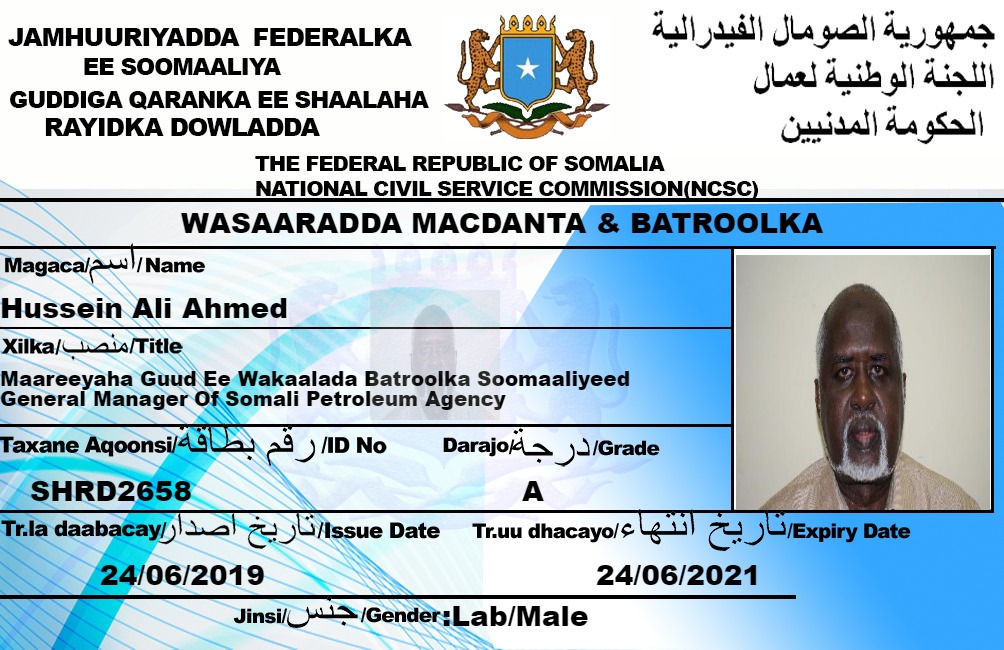 JAMHUURIYADDA FEDERALKA
EE SOOMAALIYA
GUDDIGA QARANKA EE SHAALAHA
RAYIDKA DOWLADDA
جمهورية الصومال الفيدرالية
اللجنة الوطنية لعمال
الحكومة المدنيين
THE FEDERAL REPUBLIC OF SOMALIA
NATIONAL CIVIL SERVICE COMMISSION(NCSC)
WASAARADDA MACDANTA & BATROOLKA
Magaca/اسم/Name
Hussein Ali Ahmed
Xilka/منصب/Title
Maareeyaha Guud Ee Wakaalada Batroolka Soomaaliyeed
General Manager Of Somali Petroleum Agency
Taxane Aqoonsi/رقم بطاقة/ID No Darajo/درجة/Grade
SHRD2658 A
Tr.la daabacay/تاريخ اصدار/Issue Date Tr.uu dhacayo/تاريخ انتهاء/Expiry Date
24/06/2019 24/06/2021
Jinsi/جنس/Gender:Lab/Male